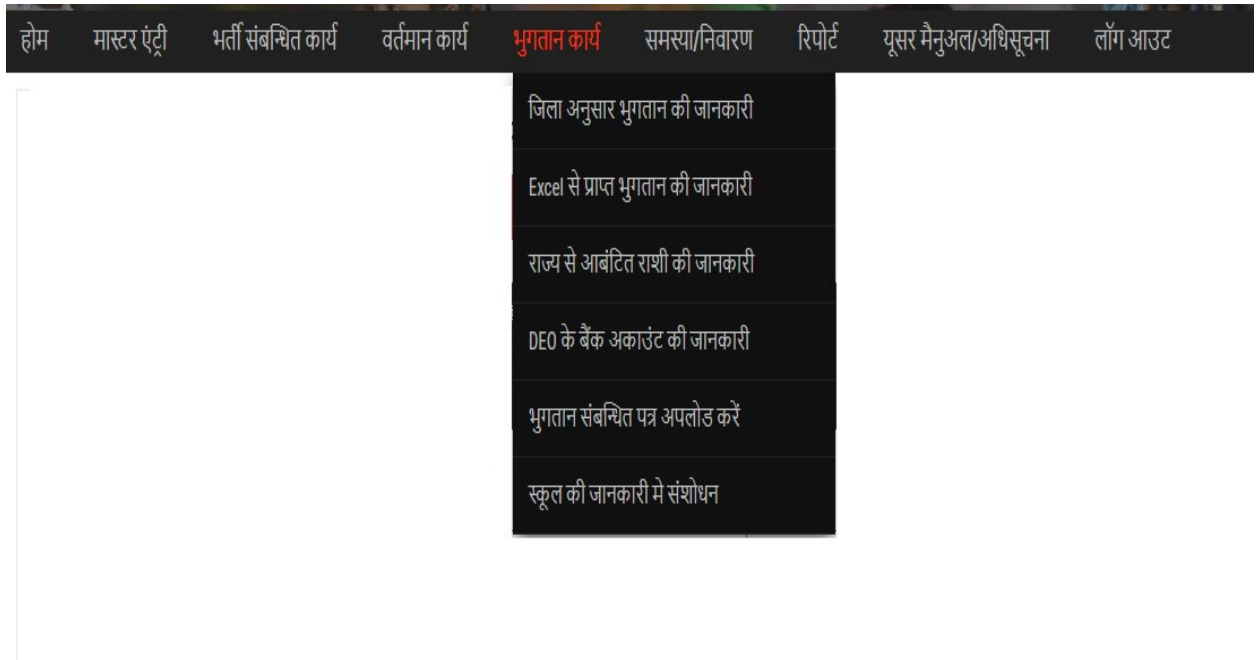 होम मास्टर एंट्री भर्ती संबन्धित कार्य वर्तमान कार्य भुगतान कार्य समस्या/निवारण रिपोर्ट यूसर मैनुअल/अधिसूचना लॉग आउट
जिला अनुसार भुगतान की जानकारी
Excel से प्राप्त भुगतान की जानकारी
राज्य से आबंटित राशी की जानकारी
DEO के बैंक अकाउंट की जानकारी
भुगतान संबन्धित पत्र अपलोड करें
स्कूल की जानकारी मे संशोधन